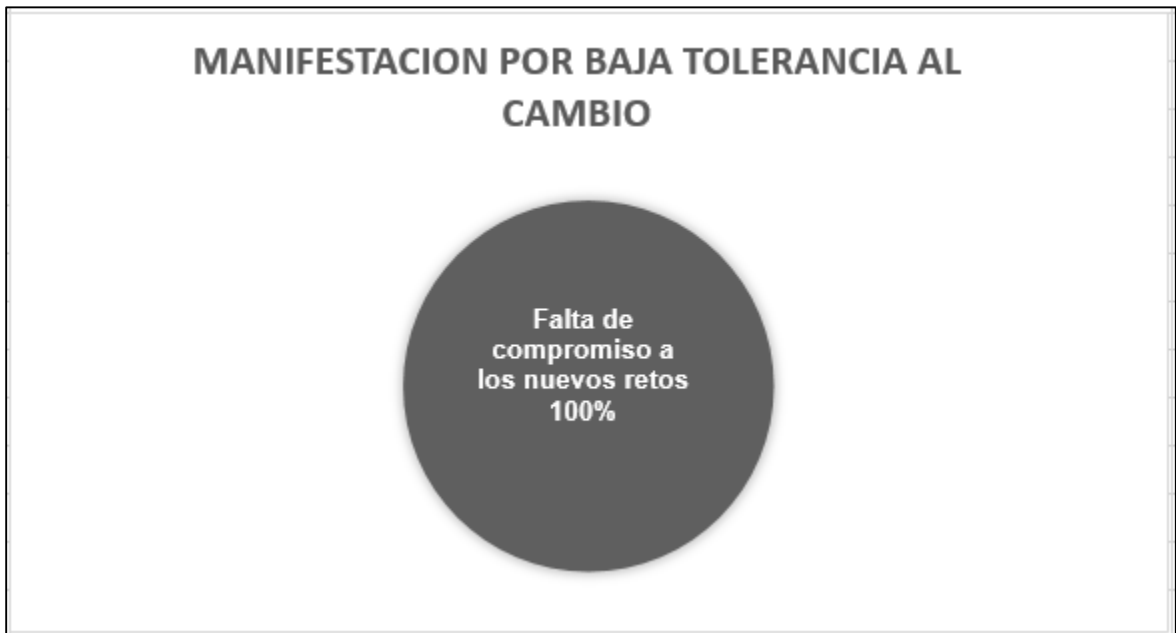 MANIFESTACION POR BAJA TOLERANCIA AL
CAMBIO
Falta de
compromiso a
los nuevos retos
100%